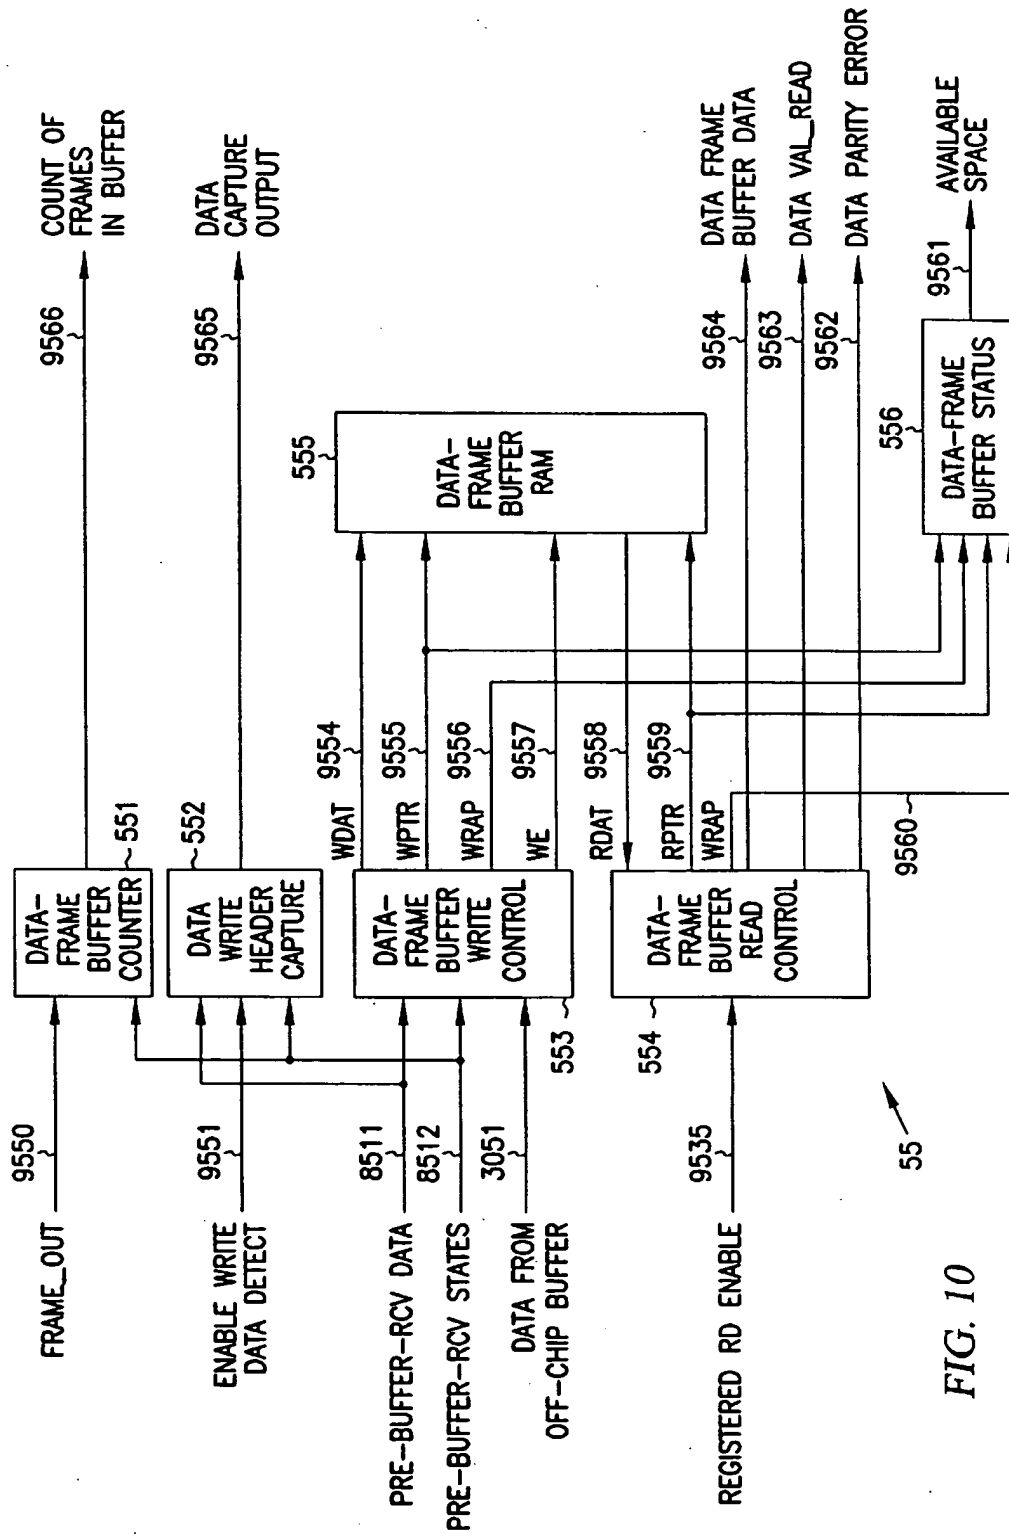 FRAME_OUT
9550
DATA-
FRAME
BUFFER
COUNTER
551
9566
COUNT OF
FRAMES
IN BUFFER
ENABLE WRITE
DATA DETECT
9551
DATA
WRITE
HEADER
CAPTURE
552
9565
DATA
CAPTURE
OUTPUT
PRE-BUFFER-RCV DATA
8511
PRE-BUFFER-RCV STATES
8512
DATA FROM
OFF-CHIP BUFFER
3051
DATA-
FRAME
BUFFER
WRITE
CONTROL
553
WDAT
9554
WPTR
9555
WRAP
9556
WE
9557
555
DATA-
FRAME
BUFFER
RAM
REGISTERED RD ENABLE
9535
554
DATA-
FRAME
BUFFER
READ
CONTROL
RDAT
9558
RPTR
9559
WRAP
9560
9564
DATA FRAME
BUFFER DATA
9563
DATA VAL_READ
9562
DATA PARITY ERROR
556
DATA-FRAME
BUFFER STATUS
9561
AVAILABLE
SPACE
55
FIG. 10